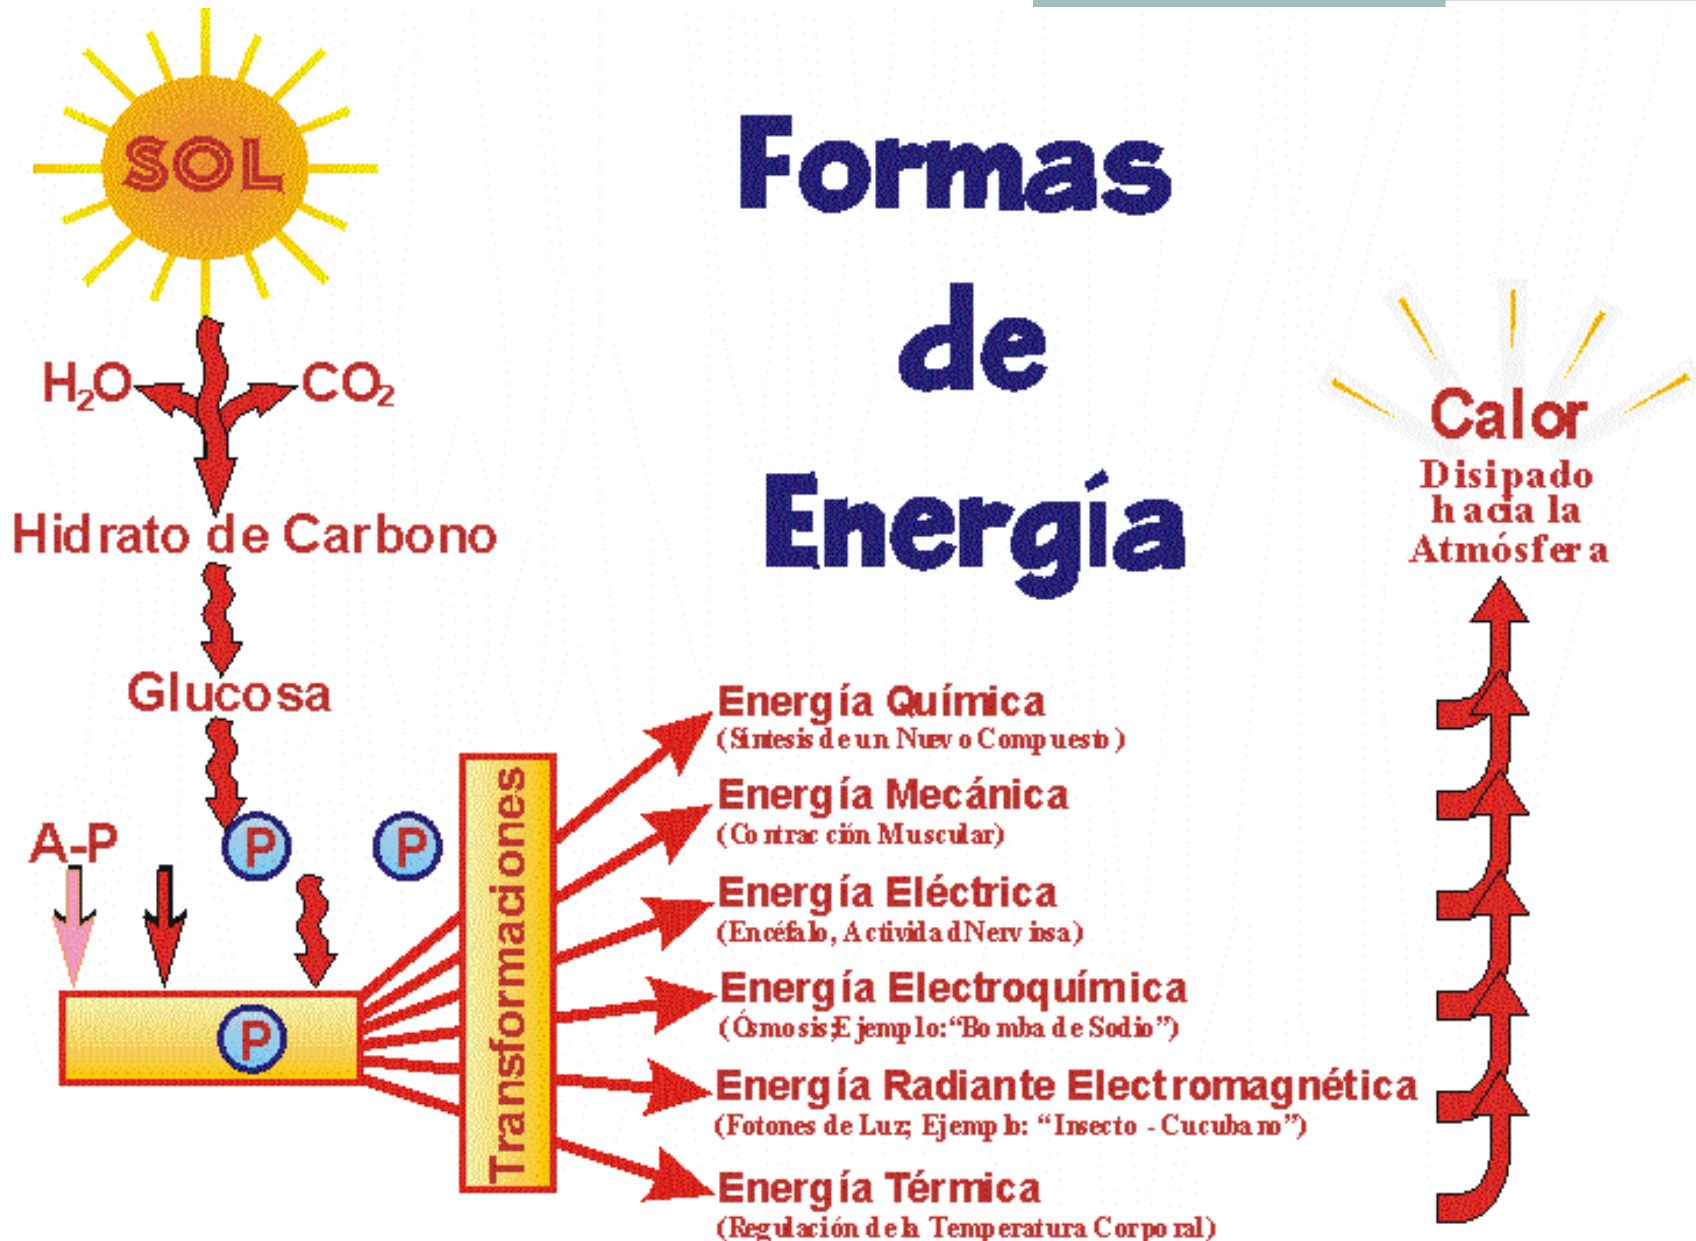 SOL
Formas
de
Energía
H₂O
CO₂
Hidrato de Carbono
Glucosa
A-P
P
P
P
Transformaciones
Energía Química
(Síntesis de un Nuevo Compuesto)
Energía Mecánica
(Contracción Muscular)
Energía Eléctrica
(Encéfalo, Actividad Nerviosa)
Energía Electroquímica
(Ósmosis; Ejemplo: “Bomba de Sodio”)
Energía Radiante Electromagnética
(Fotones de Luz; Ejemplo: “Insecto - Cucubano”)
Energía Térmica
(Regulación de la Temperatura Corporal)
Calor
Disipado
hacia la
Atmósfera